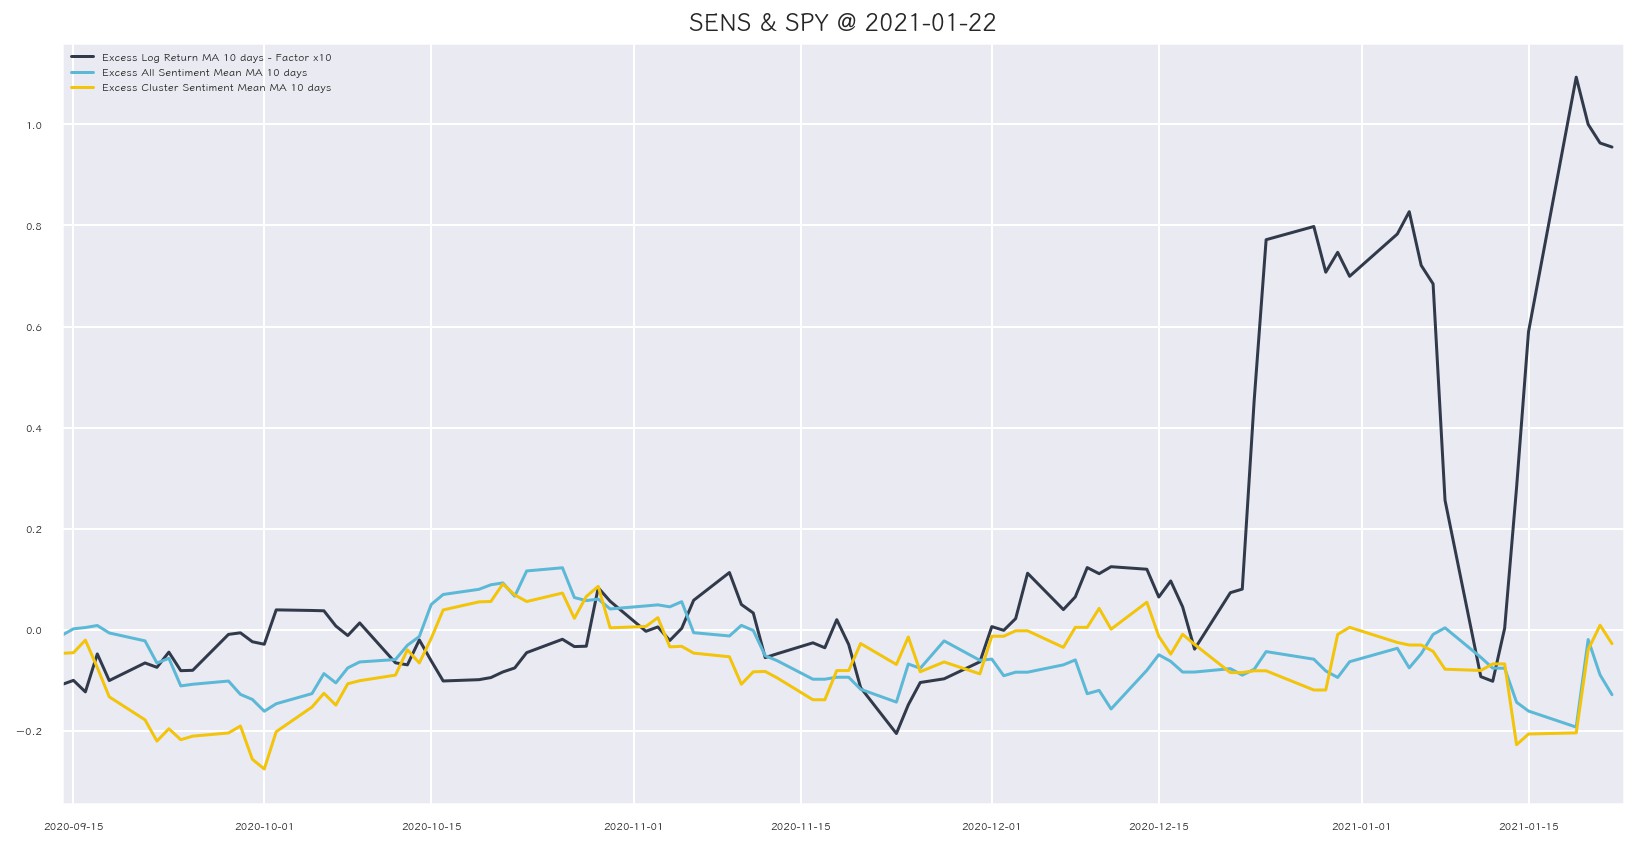 SENS & SPY @ 2021-01-22
Excess Log Return MA 10 days - Factor x10
Excess All Sentiment Mean MA 10 days
Excess Cluster Sentiment Mean MA 10 days
1.0
0.8
0.6
0.4
0.2
0.0
−0.2
2020-09-15 2020-10-01 2020-10-15 2020-11-01 2020-11-15 2020-12-01 2020-12-15 2021-01-01 2021-01-15